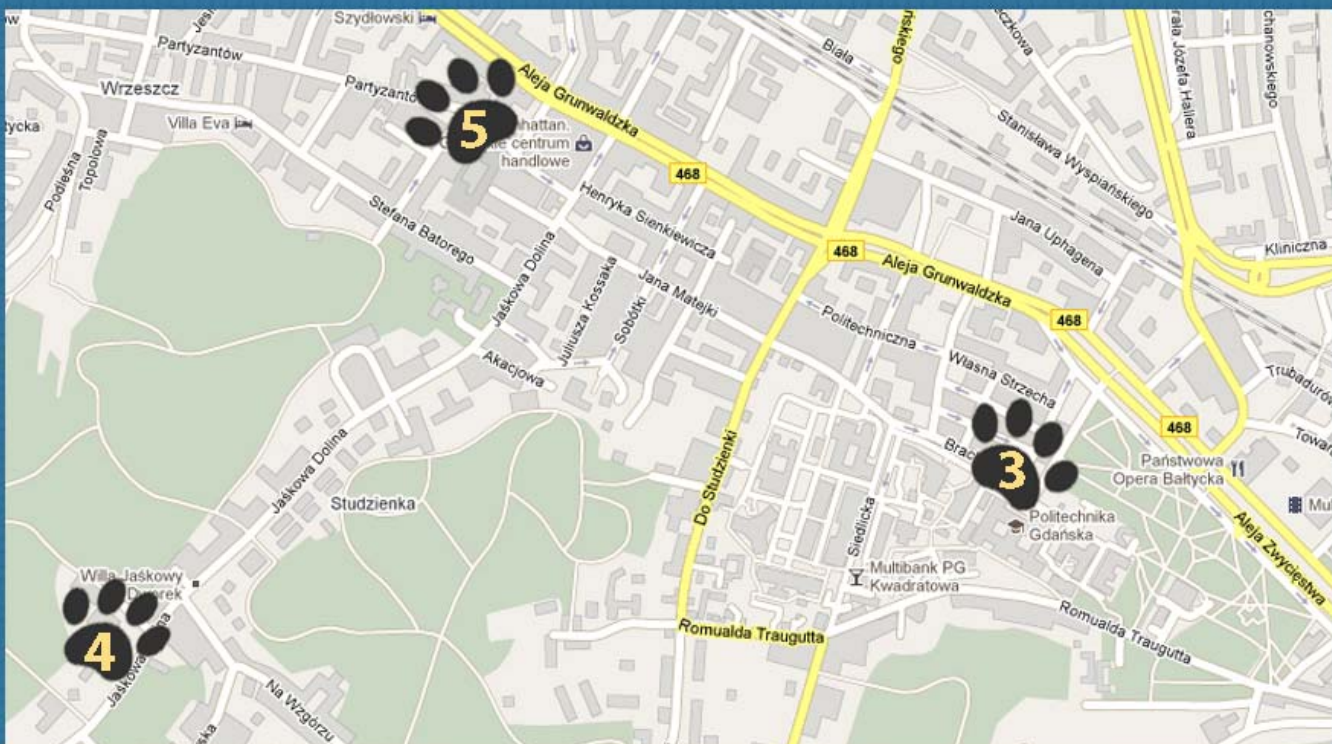 Szydłowski
Partyzantów
Wrzeszcz
Partyzantó
Villa Eva
Podleśna
Topolowa
Stefana Batorego
5
centrum
handlowe
Aleja Grunwaldzka
468
Henryka Sienkiewicza
Jaśkowa Dolina
Juliusza Kossaka
Sobótki
Akacjowa
Jana Matejki
Biała
ńskiego
Stanisława Wyspiańskiego
Jana Uphagena
Kliniczna
468
Aleja Grunwaldzka
468
Politechniczna
Własna Strzecha
Trubadurów
468
Państwowa
Opera Bałtycka
Aleja Zwycięstwa
3
Politechnika
Gdańska
Siedlicka
Multibank PG
Kwadratowa
Do Studzienki
Romualda Traugutta
Romualda Traugutta
Jaśkowa Dolina
Studzienka
Willa Jaśkowy
4
Na Wzgórzu